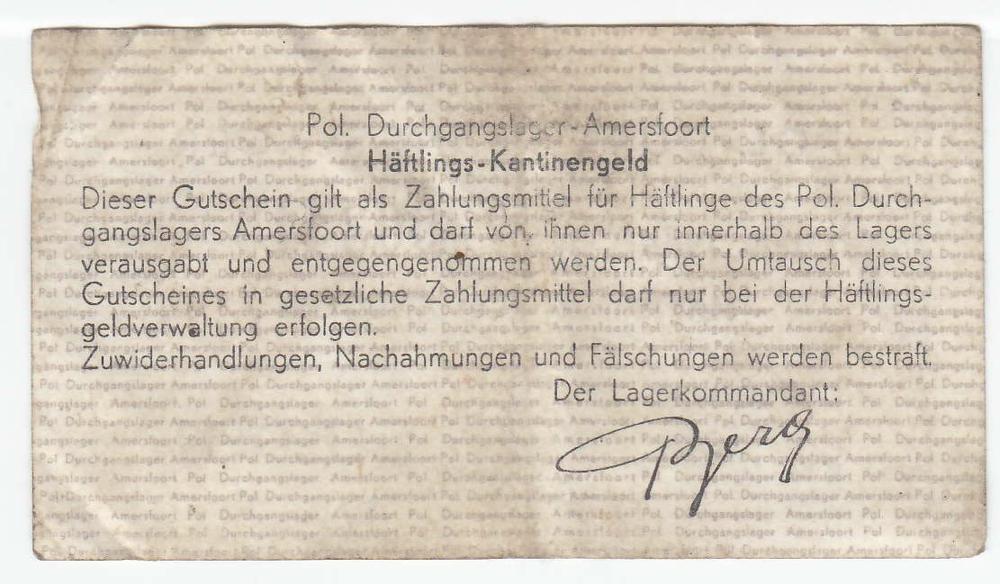 Pol. Durchgangslager-Amersfoort
Häftlings-Kantinengeld
Dieser Gutschein gilt als Zahlungsmittel für Häftlinge des Pol. Durch-
gangslagers Amersfoort und darf von ihnen nur innerhalb des Lagers
verausgabt und entgegengenommen werden. Der Umtausch dieses
Gutscheines in gesetzliche Zahlungsmittel darf nur bei der Häftlings-
geldverwaltung erfolgen.
Zuwiderhandlungen, Nachahmungen und Fälschungen werden bestraft.
Der Lagerkommandant:
Berg